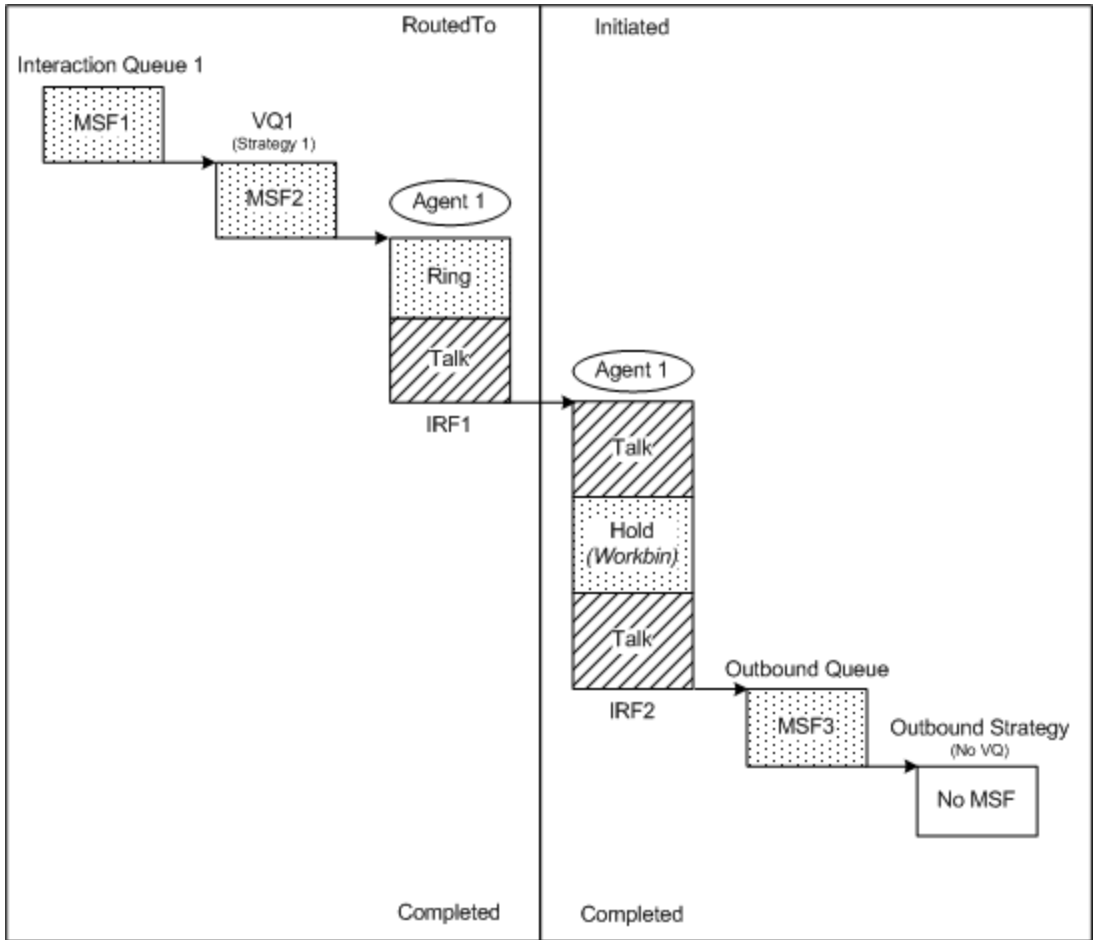 RoutedTo
Initiated
Interaction Queue 1
MSF1
VQ1
(Strategy 1)
MSF2
Agent 1
Ring
Talk
IRF1
Agent 1
Talk
Hold
(Workbin)
Talk
IRF2
Outbound Queue
MSF3
Outbound Strategy
(No VQ)
No MSF
Completed
Completed